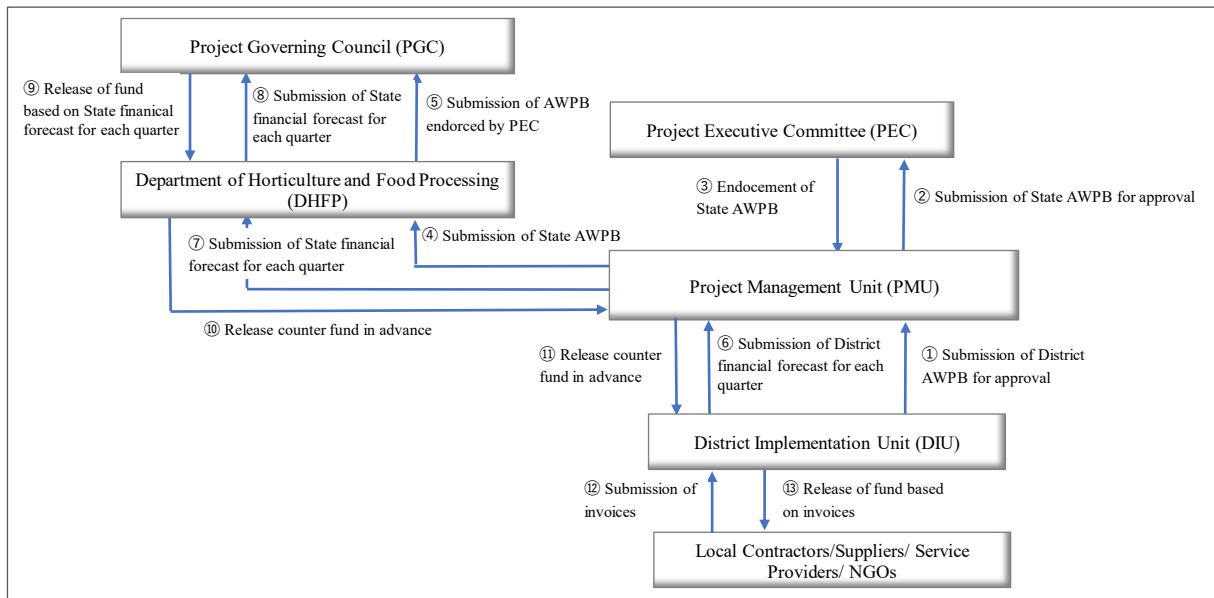 Project Governing Council (PGC)
⑨ Release of fund
based on State finanical
forecast for each quarter
⑧ Submission of State
financial forecast for
each quarter
⑤ Submission of AWPB
endorced by PEC
Project Executive Committee (PEC)
Department of Horticulture and Food Processing
(DHFP)
③ Endocement of
State AWPB
② Submission of State AWPB for approval
⑦ Submission of State financial
forecast for each quarter
④ Submission of State AWPB
Project Management Unit (PMU)
⑩ Release counter fund in advance
⑪ Release counter
fund in advance
⑥ Submission of District
financial forecast for each
quarter
① Submission of District
AWPB for approval
District Implementation Unit (DIU)
⑫ Submission of
invoices
⑬ Release of fund based
on invoices
Local Contractors/Suppliers/ Service
Providers/ NGOs